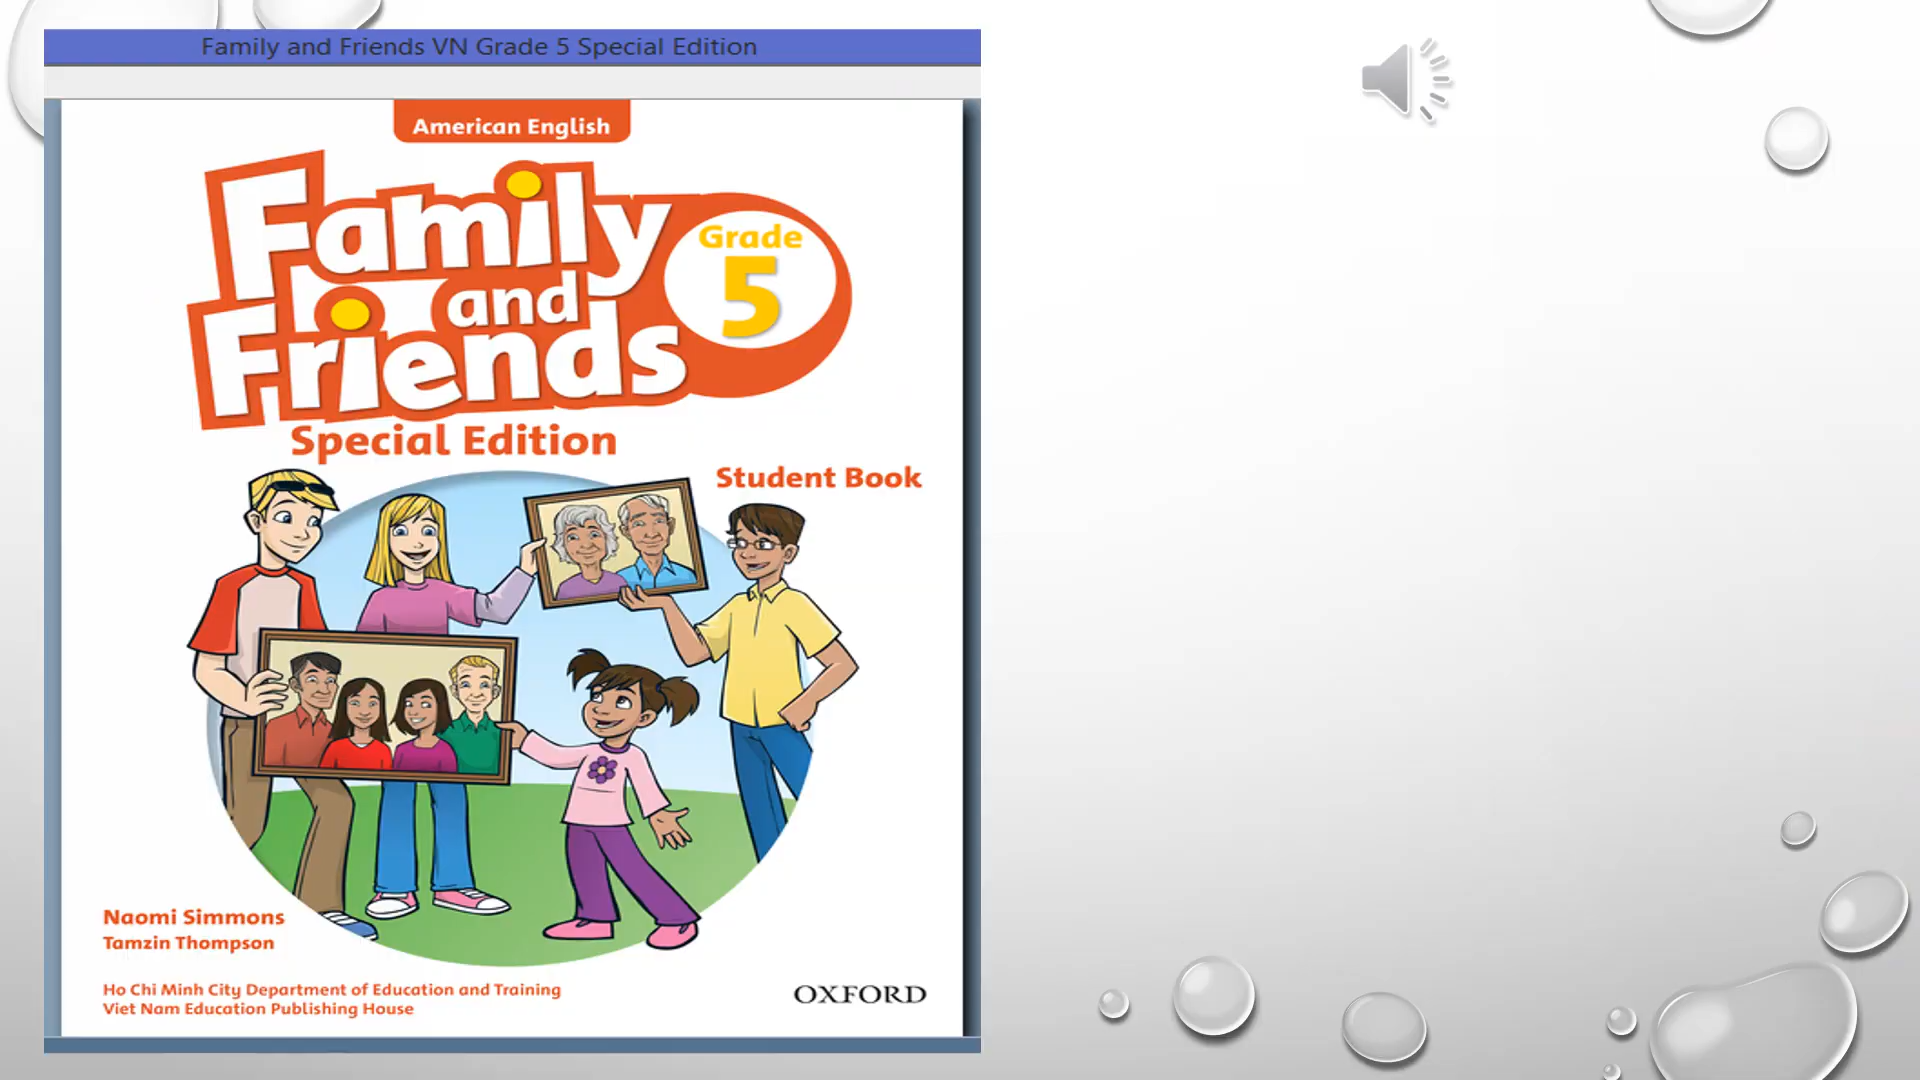 Family and Friends VN Grade 5 Special Edition
American English
Family
and
Friends
Grade
5
Special Edition
Student Book
Naomi Simmons
Tamzin Thompson
Ho Chi Minh City Department of Education and Training
Viet Nam Education Publishing House
OXFORD